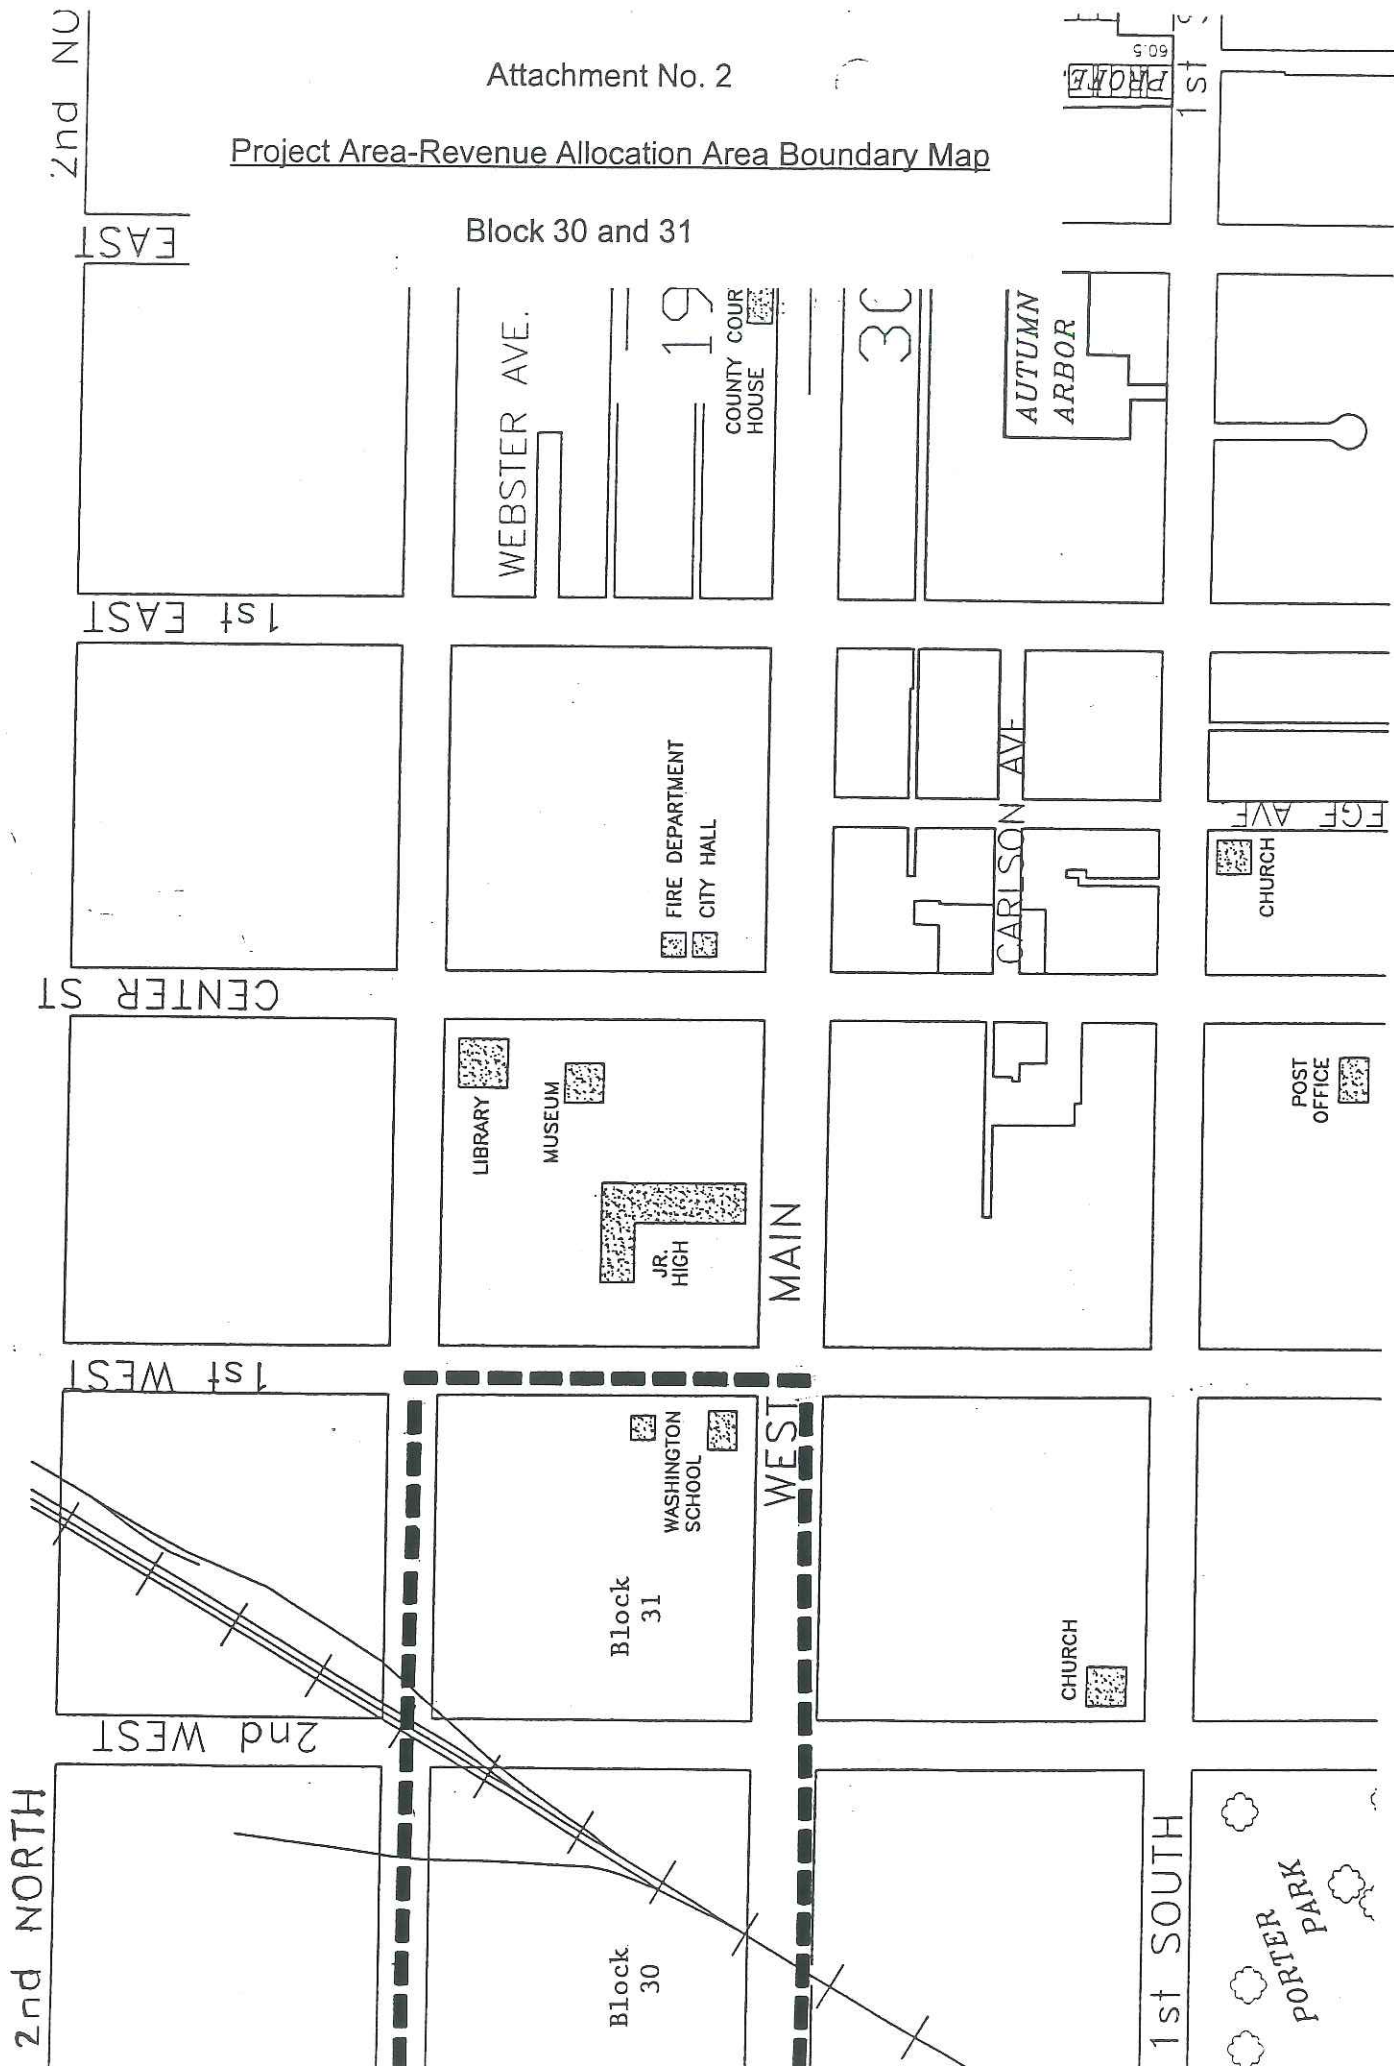 Attachment No. 2
Project Area-Revenue Allocation Area Boundary Map
Block 30 and 31
2nd NO
EAST
60.5
1st
WEBSTER AVE.
19
COUNTY COUR
HOUSE
30
AUTUMN
ARBOR
1st EAST
FIRE DEPARTMENT
CITY HALL
CARLSON AVE
EGE AVE
CHURCH
CENTER ST
LIBRARY
MUSEUM
JR.
HIGH
MAIN
POST
OFFICE
1st WEST
WASHINGTON
SCHOOL
WEST
Block
31
CHURCH
2nd WEST
2nd NORTH
Block
30
1st SOUTH
PORTER
PARK